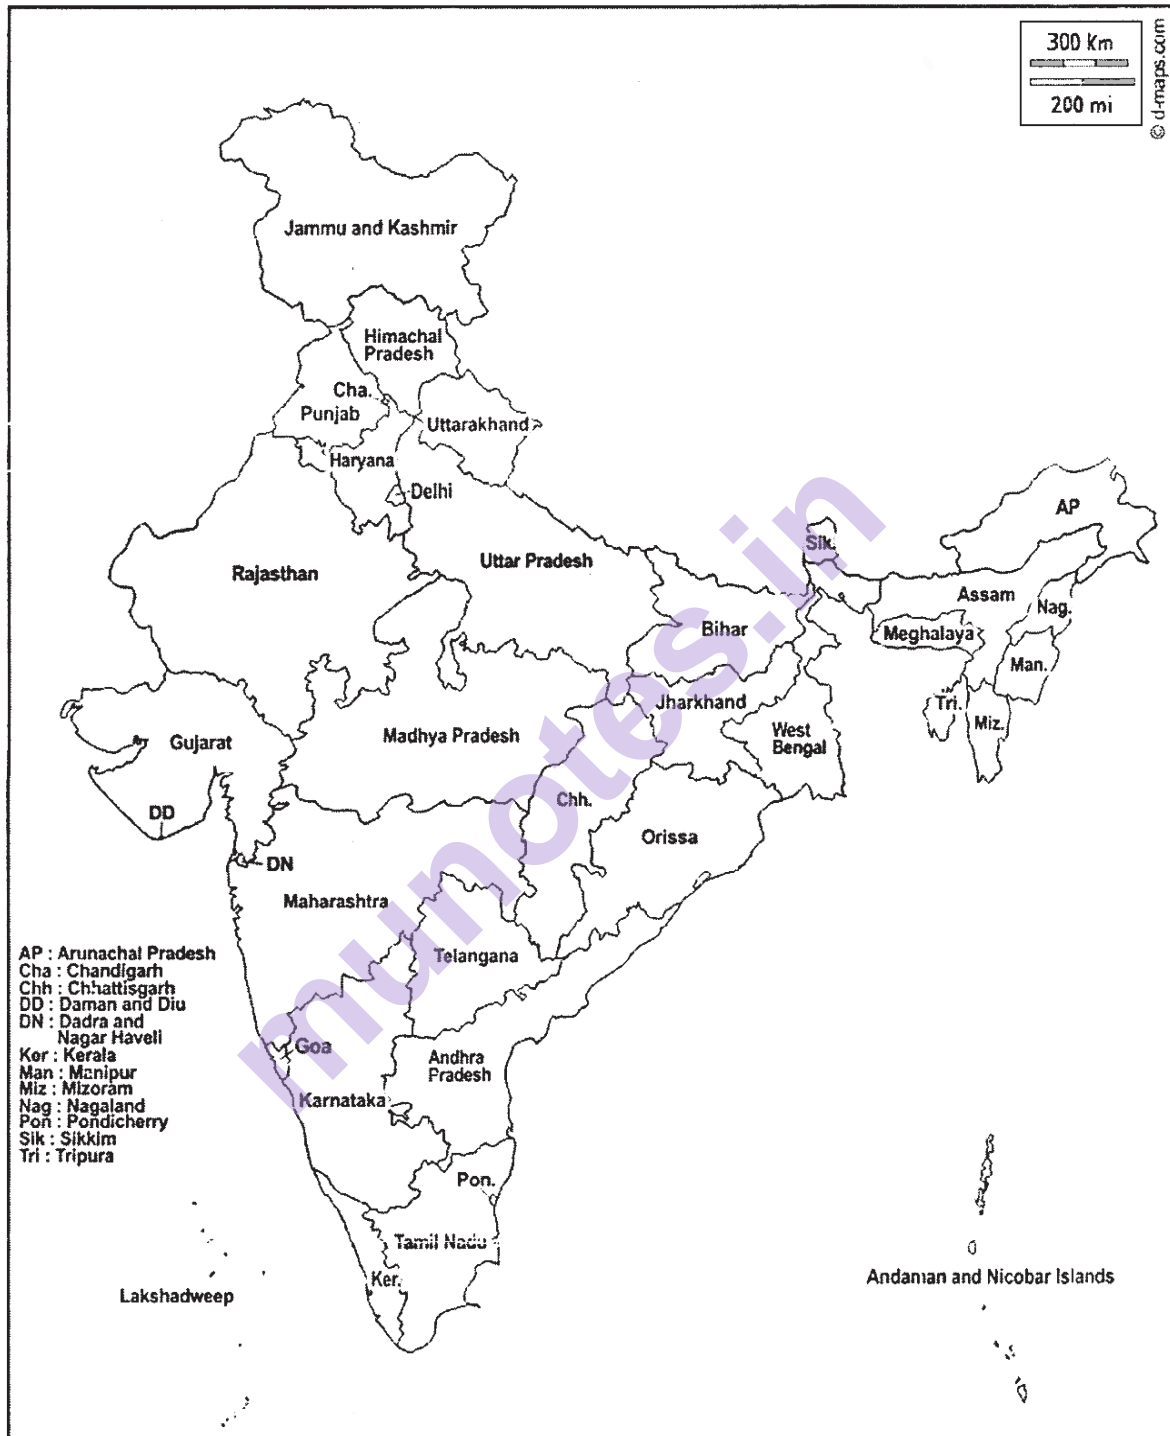 300 Km
200 mi
© d-maps.com
Jammu and Kashmir
Himachal
Pradesh
Cha.
Punjab
Uttarakhand
Haryana
Delhi
AP
Sik.
Rajasthan
Uttar Pradesh
Assam
Nag.
Bihar
Meghalaya
Man.
Jharkhand
Tri.
Miz.
West
Bengal
Madhya Pradesh
Gujarat
Chh.
DD
Orissa
DN
Maharashtra
Telangana
AP : Arunachal Pradesh
Cha : Chandigarh
Chh : Chhattisgarh
DD : Daman and Diu
DN : Dadra and
Nagar Haveli
Ker : Kerala
Man : Manipur
Miz : Mizoram
Nag : Nagaland
Pon : Pondicherry
Sik : Sikkim
Tri : Tripura
Goa
Andhra
Pradesh
Karnataka
Pon.
Tamil Nadu
Ker.
Lakshadweep
Andaman and Nicobar Islands
munotes.in